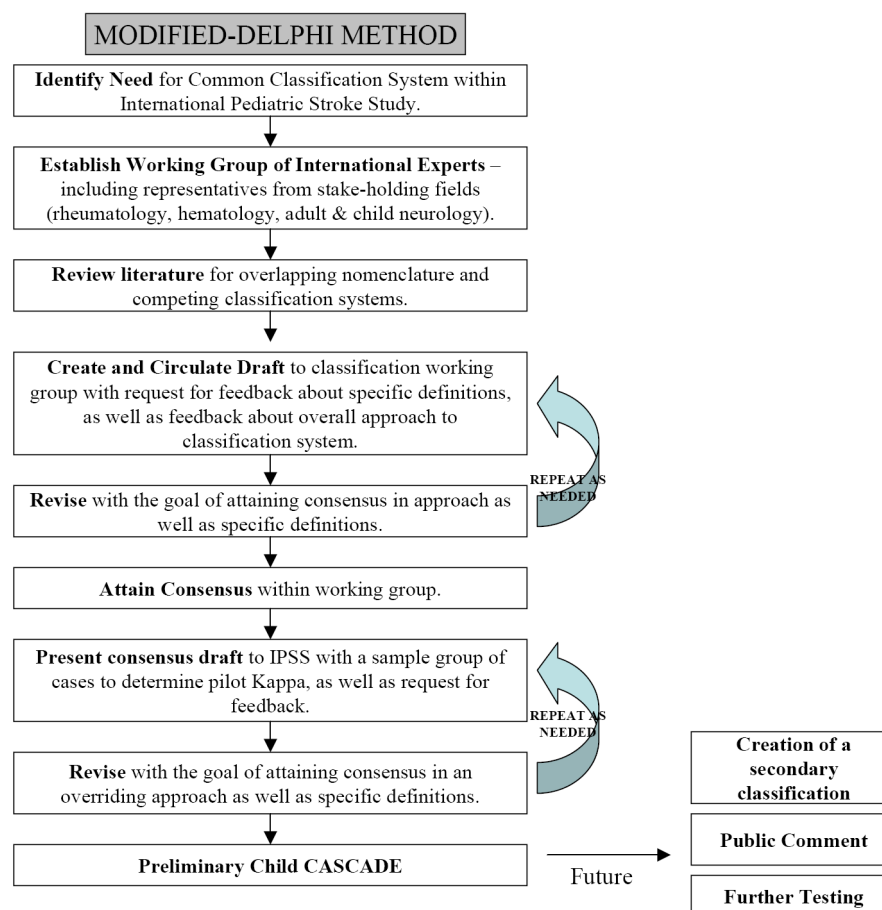 MODIFIED-DELPHI METHOD
Identify Need for Common Classification System within
International Pediatric Stroke Study.
Establish Working Group of International Experts –
including representatives from stake-holding fields
(rheumatology, hematology, adult & child neurology).
Review literature for overlapping nomenclature and
competing classification systems.
Create and Circulate Draft to classification working
group with request for feedback about specific definitions,
as well as feedback about overall approach to
classification system.
REPEAT AS
NEEDED
Revise with the goal of attaining consensus in approach as
well as specific definitions.
Attain Consensus within working group.
Present consensus draft to IPSS with a sample group of
cases to determine pilot Kappa, as well as request for
feedback.
REPEAT AS
NEEDED
Revise with the goal of attaining consensus in an
overriding approach as well as specific definitions.
Preliminary Child CASCADE
Future
Creation of a
secondary
classification
Public Comment
Further Testing